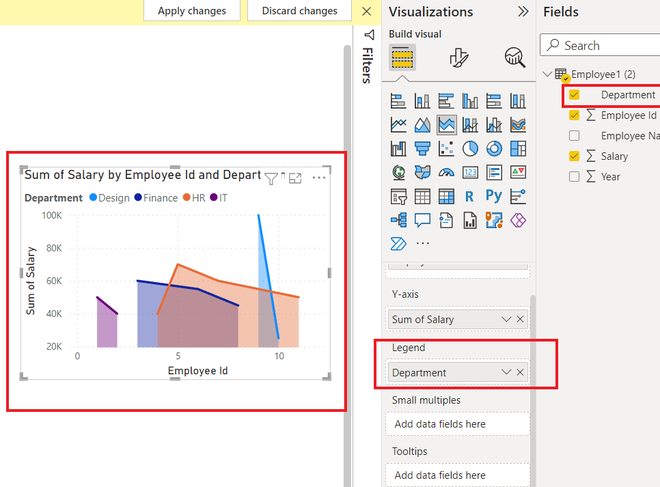 Apply changes
Discard changes
Visualizations
Fields
Build visual
Search
Filters
Employee1 (2)
Department
Employee Id
Employee Na
Salary
Year
Sum of Salary by Employee Id and Depart
Department Design Finance HR IT
Sum of Salary
100K
80K
60K
40K
20K
0
5
10
Employee Id
R
Py
123
Y-axis
Sum of Salary
Legend
Department
Small multiples
Add data fields here
Tooltips
Add data fields here